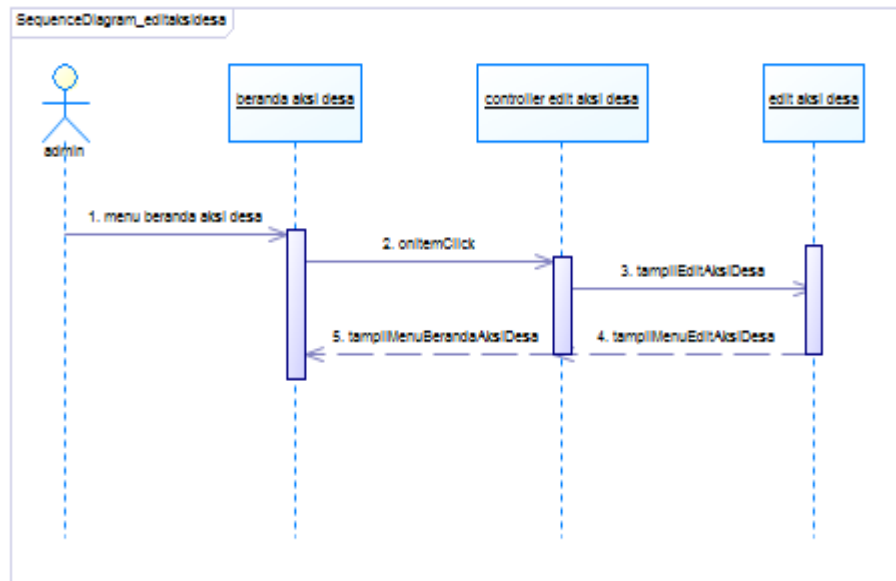 SequenceDiagram_editaksidesa
beranda aksi desa
controller edit aksi desa
edit aksi desa
admin
1. menu beranda aksi desa
2. onItemClick
3. tampilEditAksiDesa
5. tampilMenuBerandaAksiDesa
4. tampilMenuEditAksiDesa